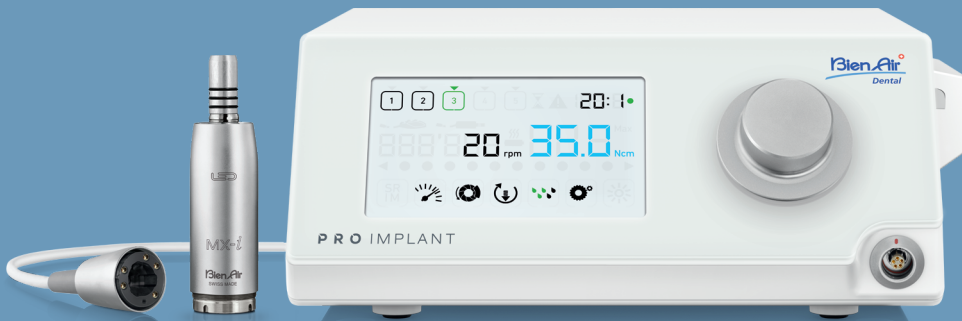 LED
MX-i
Bien Air
SWISS MADE
1 2 3 20:1
20 rpm 35.0 Ncm
PRO IMPLANT
Bien Air
Dental